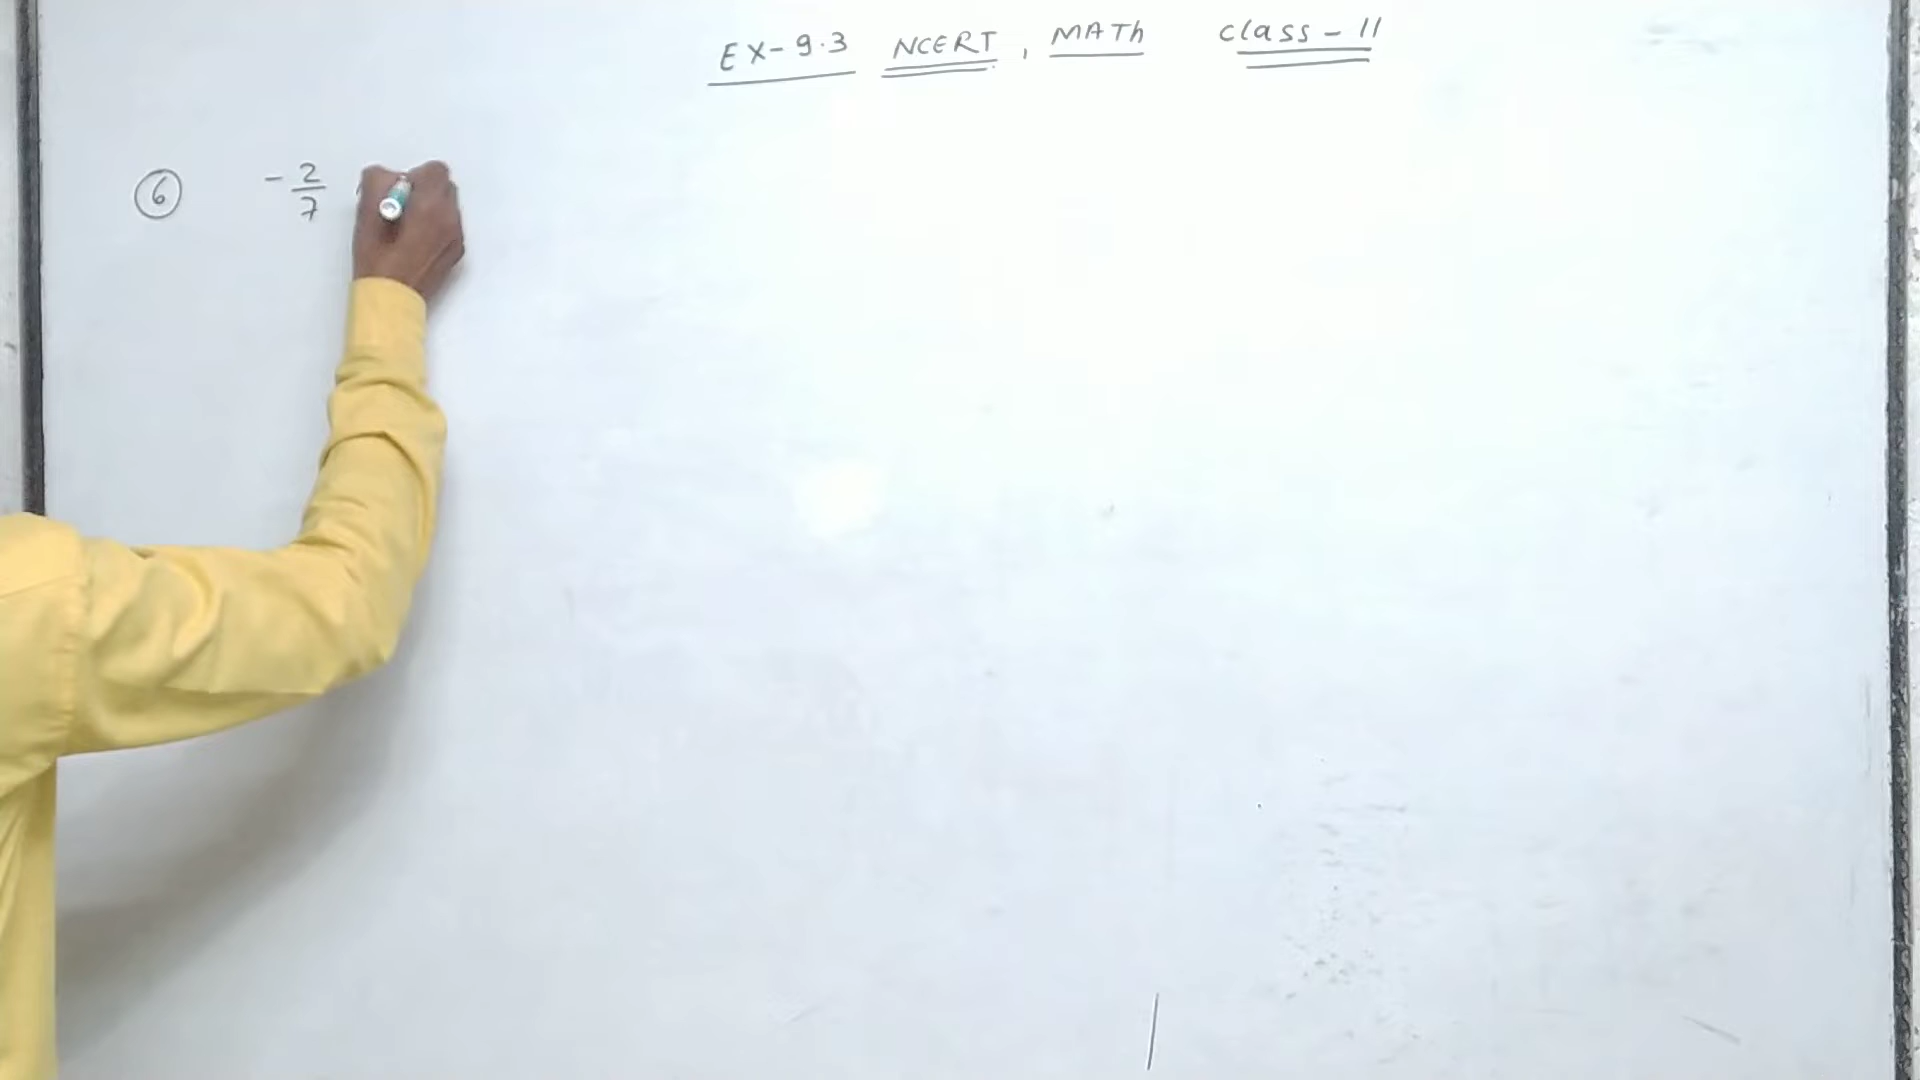 EX-9.3 NCERT, MATh class-11
⑥ -2/7